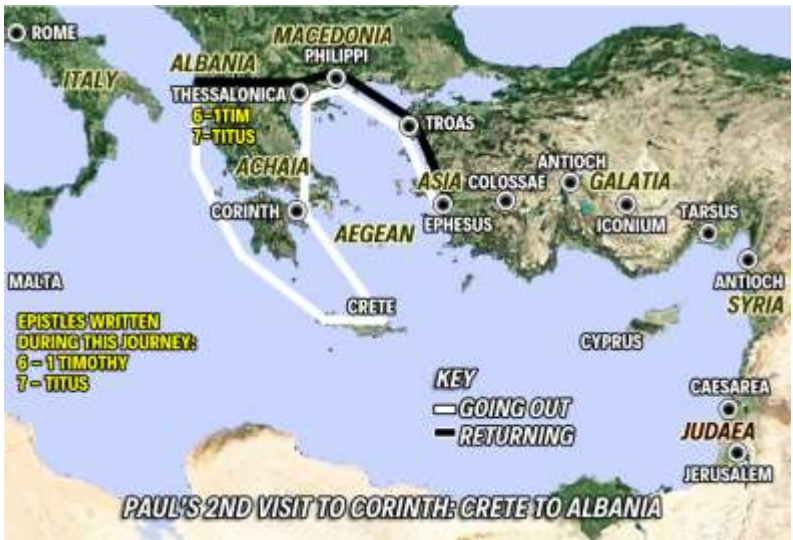 ROME
ITALY
ALBANIA
MACEDONIA
PHILIPPI
THESSALONICA
6-1TIM
7-TITUS
TROAS
ACHAIA
ASIA
COLOSSAE
ANTIOCH
GALATIA
CORINTH
EPHESUS
ICONIUM
TARSUS
AEGEAN
MALTA
CRETE
ANTIOCH
SYRIA
EPISTLES WRITTEN
DURING THIS JOURNEY:
6 - 1 TIMOTHY
7 - TITUS
CYPRUS
KEY
GOING OUT
RETURNING
CAESAREA
JUDAEA
JERUSALEM
PAUL'S 2ND VISIT TO CORINTH: CRETE TO ALBANIA